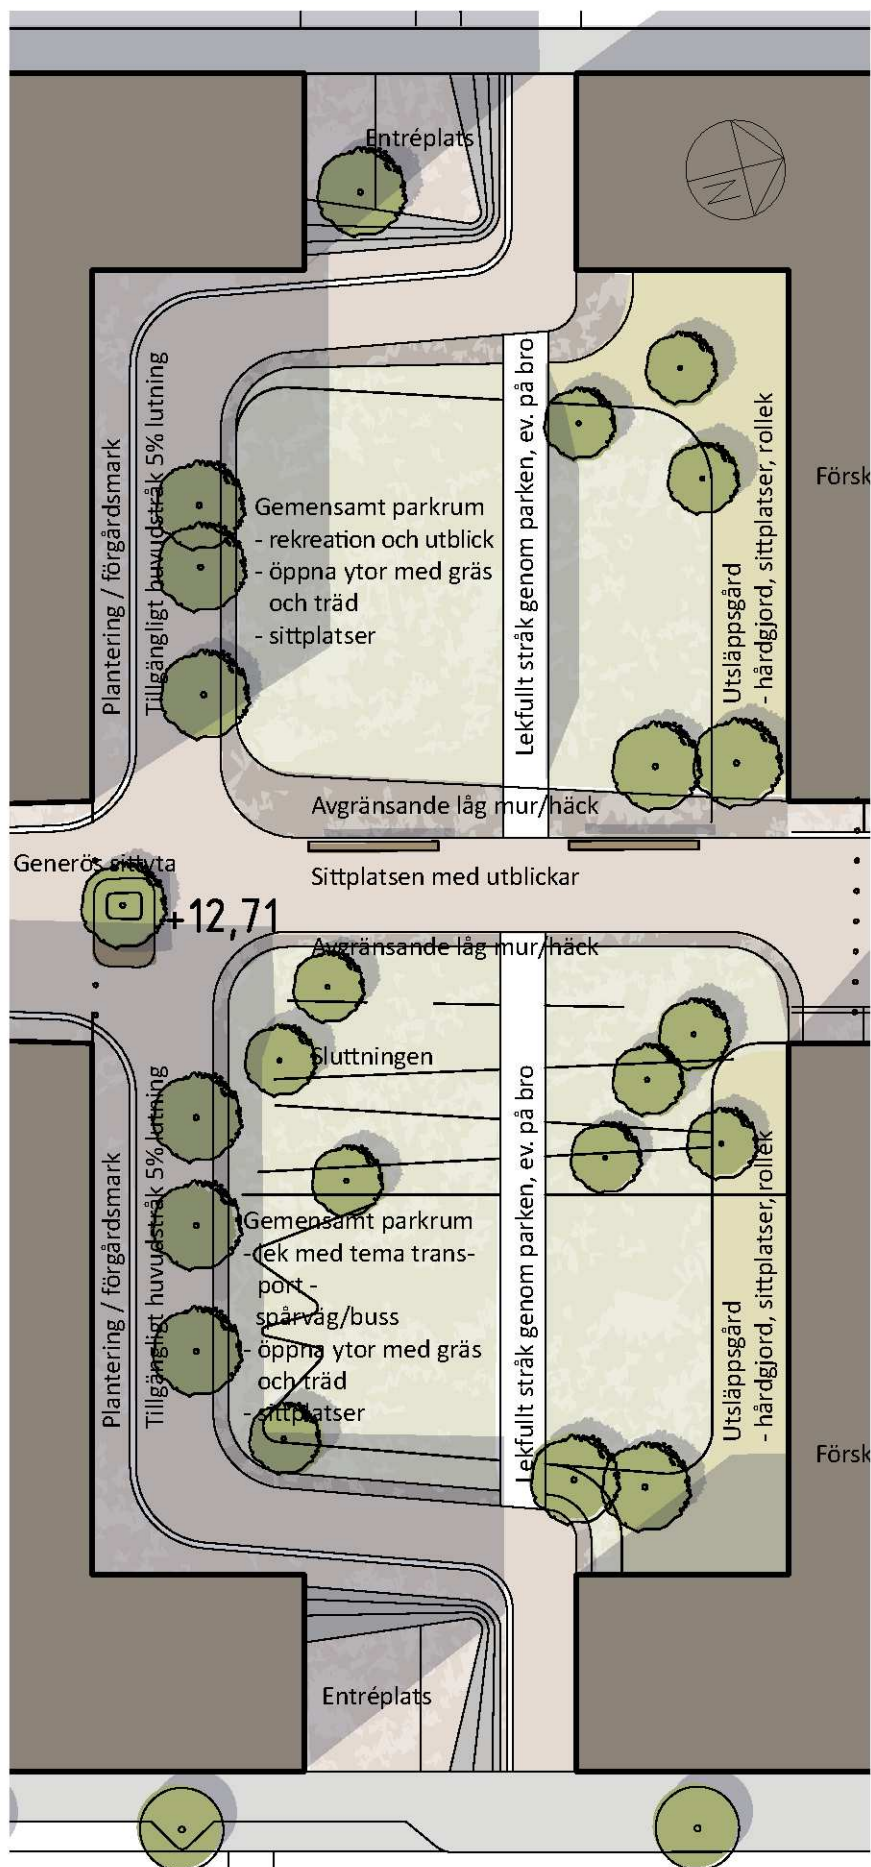 Entréplats
N
Plantering / förgårdsmark
Tillgängligt huvudstråk 5% lutning
Gemensamt parkrum
- rekreation och utblick
- öppna ytor med gräs
och träd
- sittplatser
Lekfullt stråk genom parken, ev. på bro
Utsläppsgård
- hårdgjord, sittplatser, rollek
Försk
Avgränsande låg mur/häck
Generös sittyta
Sittplatsen med utblickar
+12,71
Avgränsande låg mur/häck
Sluttningen
Plantering / förgårdsmark
Tillgängligt huvudstråk 5% lutning
Gemensamt parkrum
- lek med tema trans-
port -
spårväg/buss
- öppna ytor med gräs
och träd
- sittplatser
Lekfullt stråk genom parken, ev. på bro
Utsläppsgård
- hårdgjord, sittplatser, rollek
Försk
Entréplats